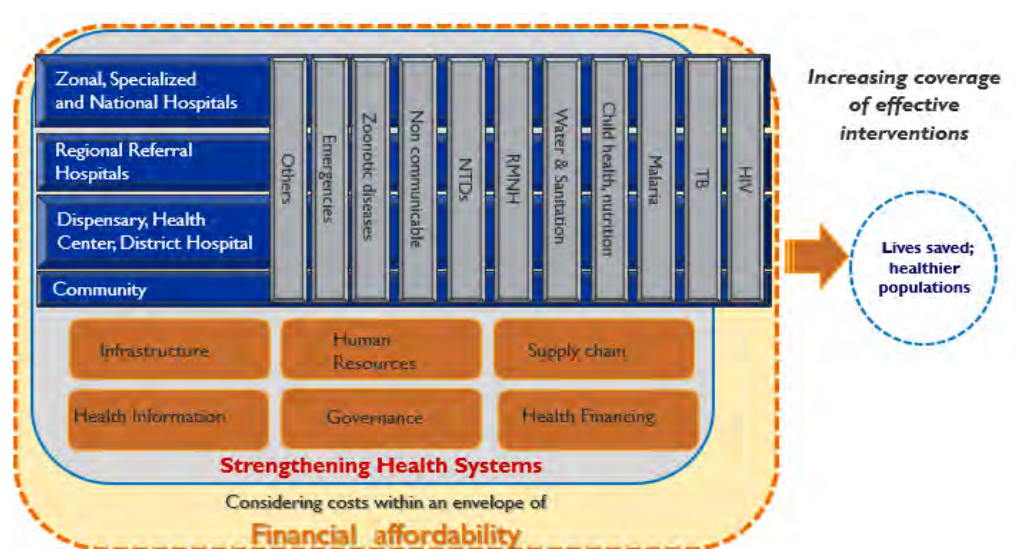 Zonal, Specialized
and National Hospitals
Regional Referral
Hospitals
Dispensary, Health
Center, District Hospital
Community
Others
Emergencies
Zoonotic diseases
Non communicable
NTDs
RMNH
Water & Sanitation
Child health, nutrition
Malaria
TB
HIV
Increasing coverage
of effective
interventions
Lives saved;
healthier
populations
Infrastructure
Human
Resources
Supply chain
Health Information
Governance
Health Financing
Strengthening Health Systems
Considering costs within an envelope of
Financial affordability